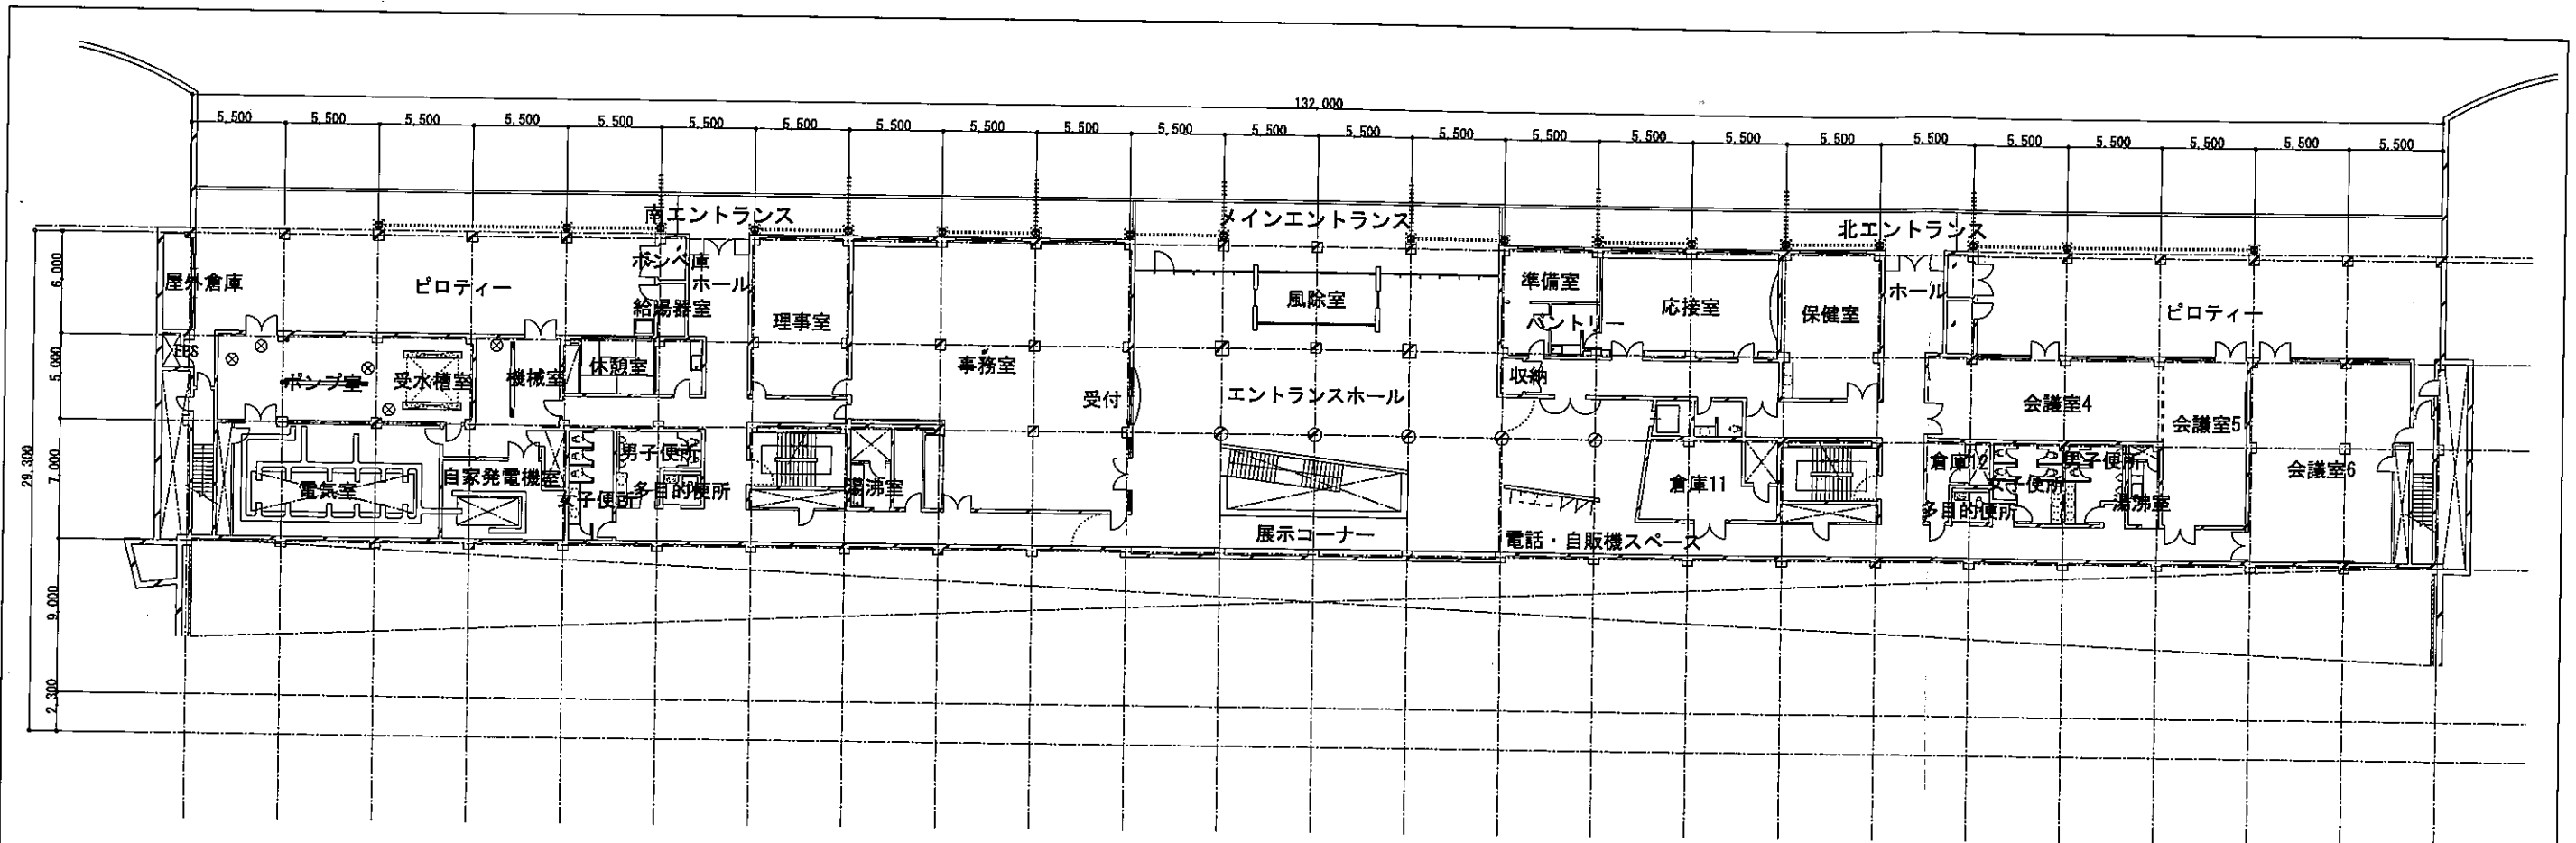 132,000
5,500 5,500 5,500 5,500 5,500 5,500 5,500 5,500 5,500 5,500 5,500 5,500 5,500 5,500 5,500 5,500 5,500 5,500 5,500 5,500 5,500 5,500 5,500 5,500
南エントランス メインエントランス 北エントランス
29,300
6,000
5,000
7,000
9,000
2,300
屋外倉庫
ピロティー
ボンベ庫
ホール
給湯器室
理事室
風除室
準備室
パントリー
応接室
保健室
ホール
ピロティー
EPS
ポンプ室
受水槽室
機械室
休憩室
事務室
受付
エントランスホール
収納
会議室4
会議室5
会議室6
電気室
自家発電機室
女子便所
男子便所
多目的便所
湯沸室
倉庫11
倉庫12
女子便所
男子便所
多目的便所
湯沸室
展示コーナー
電話・自販機スペース